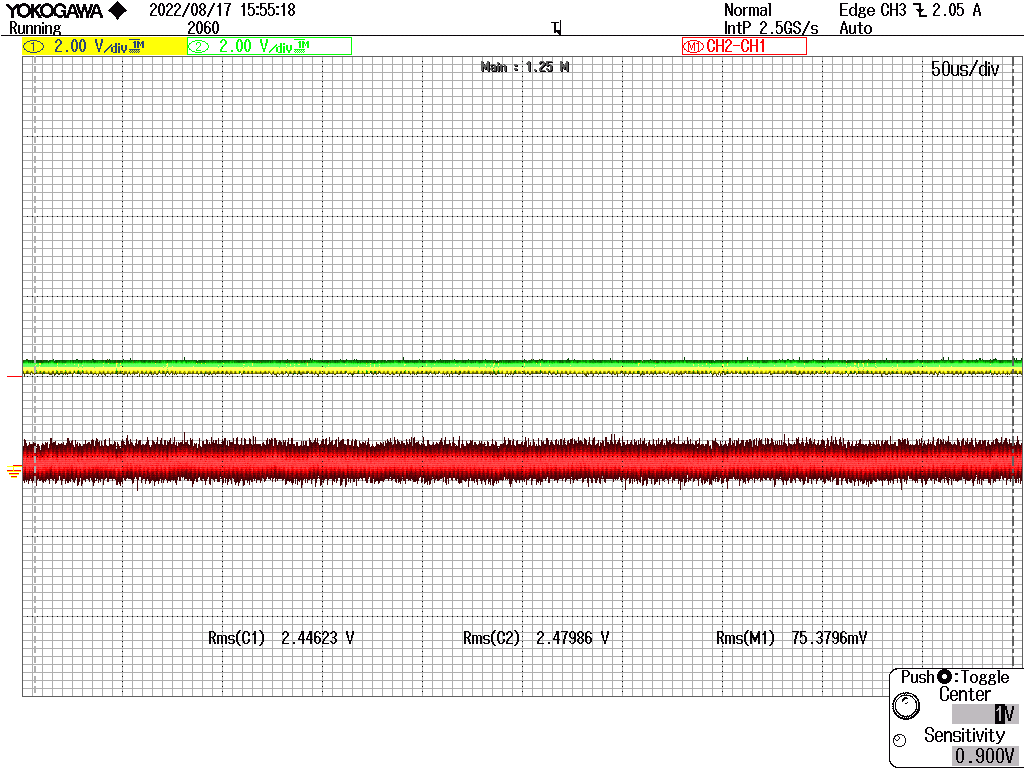 YOKOGAWA ◆ 2022/08/17 15:55:18 Normal Edge CH3 2.05 A
Running 2060 IntP 2.5GS/s Auto
1 2.00 V/div 1M 2 2.00 V/div 1M M1 CH2-CH1
Main : 1.25 M 50us/div
Rms(C1) 2.44623 V Rms(C2) 2.47986 V Rms(M1) 75.3796mV
Push :Toggle
Center
1V
Sensitivity
0.900V